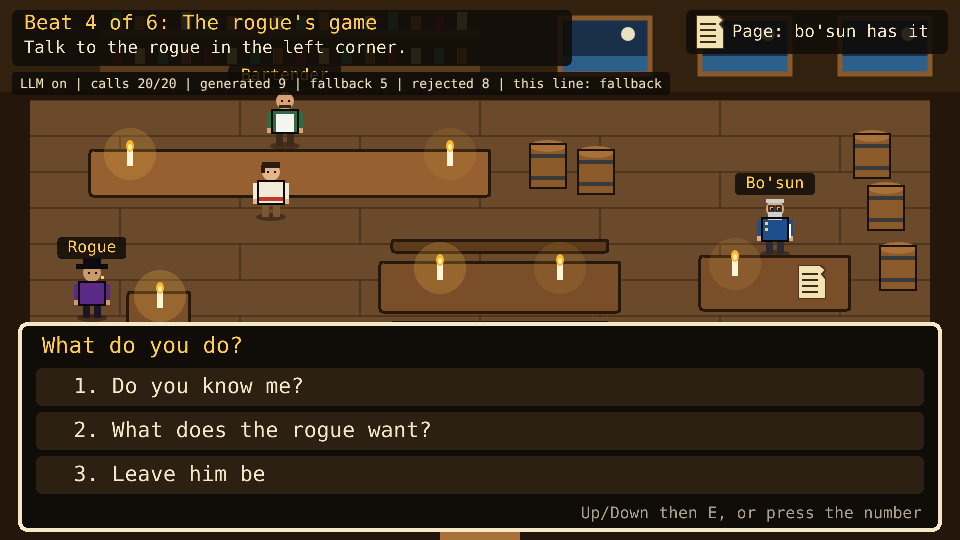 Beat 4 of 6: The rogue's game
Talk to the rogue in the left corner.
Page: bo'sun has it
Bartender
LLM on | calls 20/20 | generated 9 | fallback 5 | rejected 8 | this line: fallback
Bo'sun
Rogue
What do you do?
1. Do you know me?
2. What does the rogue want?
3. Leave him be
Up/Down then E, or press the number